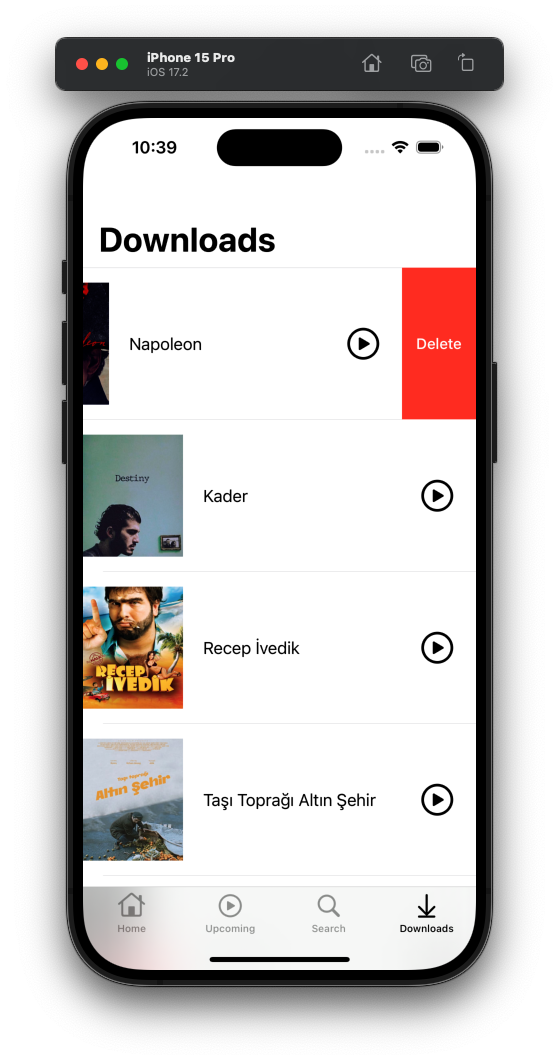 iPhone 15 Pro
iOS 17.2
10:39
Downloads
Napoleon
Delete
Destiny
Kader
RECEP
İVEDİK
Recep İvedik
Taşı Toprağı
Altın Şehir
Taşı Toprağı Altın Şehir
Home
Upcoming
Search
Downloads